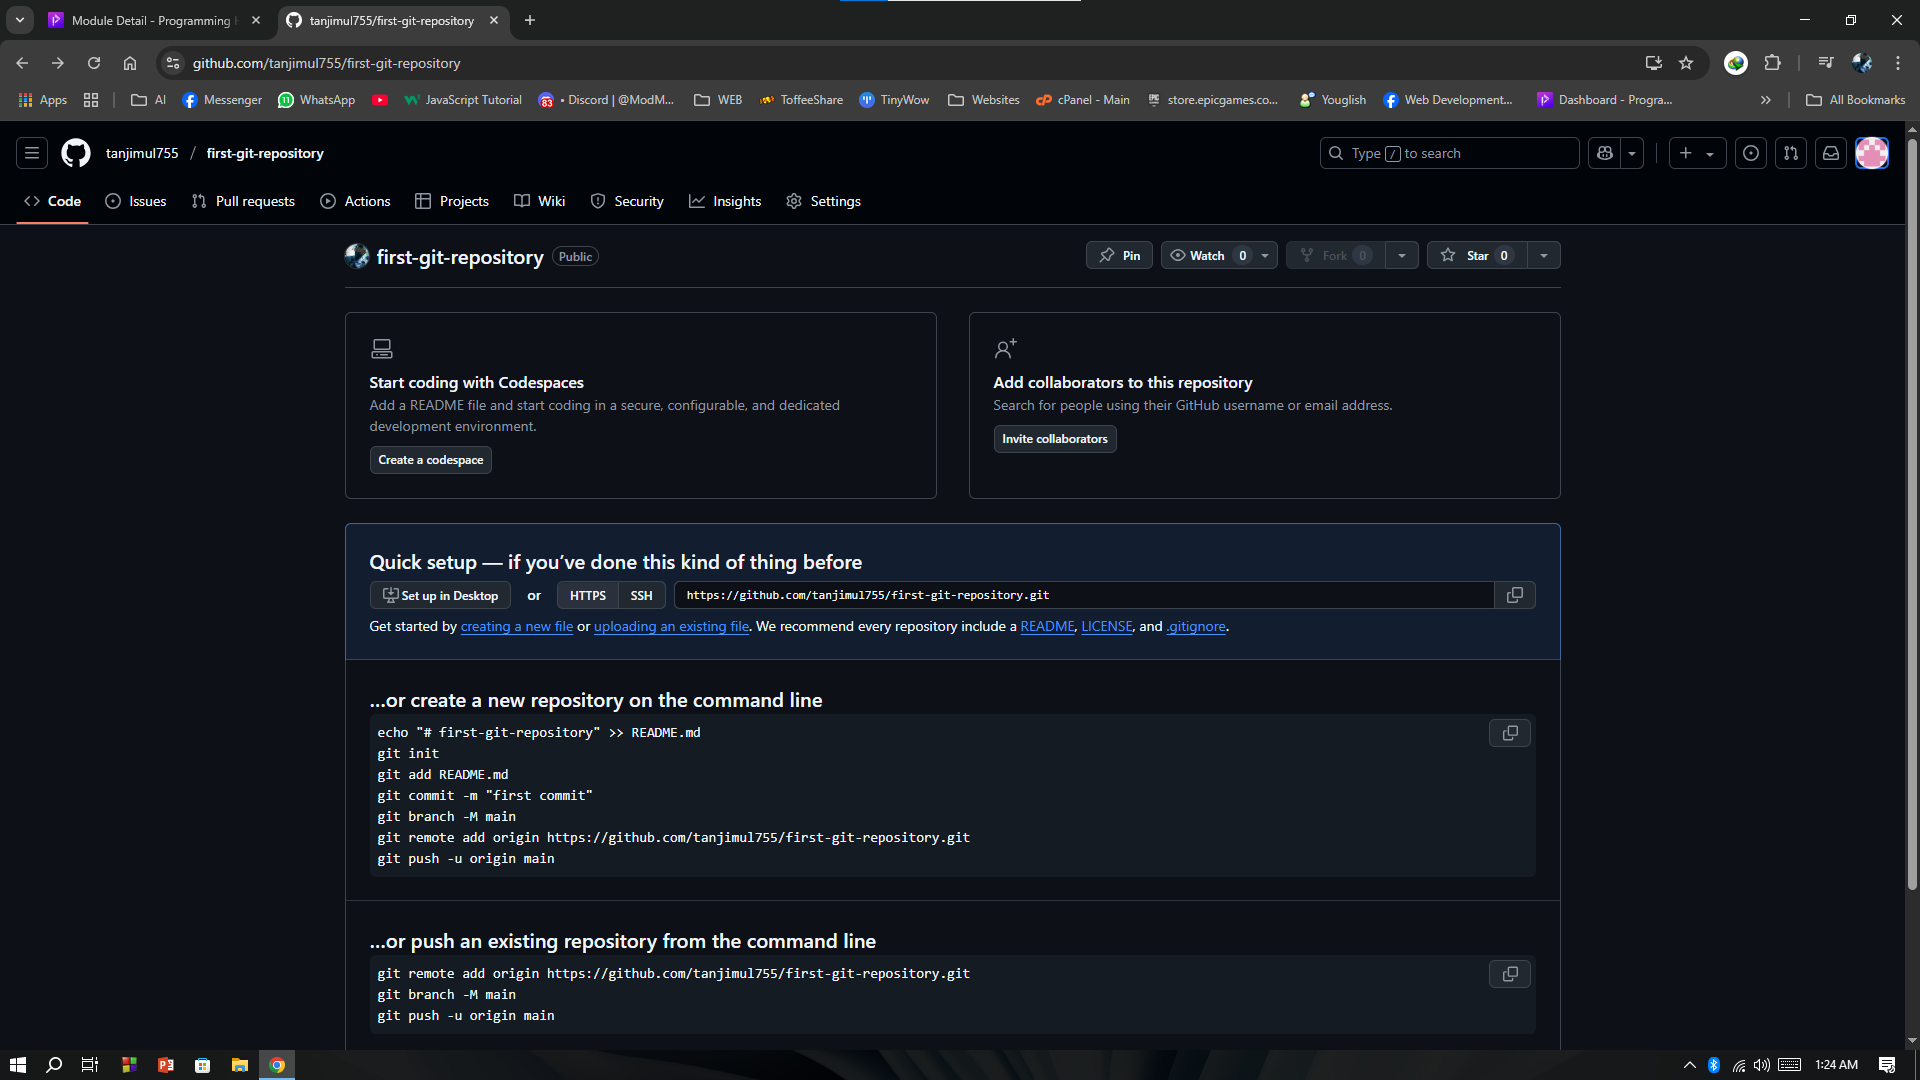 Module Detail - Programming
tanjimul755/first-git-repository
github.com/tanjimul755/first-git-repository
Apps
AI
Messenger
WhatsApp
JavaScript Tutorial
• Discord | @ModM...
WEB
ToffeeShare
TinyWow
Websites
cPanel - Main
store.epicgames.co...
Youglish
Web Development...
Dashboard - Progra...
All Bookmarks
tanjimul755 / first-git-repository
Type / to search
Code
Issues
Pull requests
Actions
Projects
Wiki
Security
Insights
Settings
first-git-repository
Public
Pin
Watch 0
Fork 0
Star 0
Start coding with Codespaces
Add a README file and start coding in a secure, configurable, and dedicated
development environment.
Create a codespace
Add collaborators to this repository
Search for people using their GitHub username or email address.
Invite collaborators
Quick setup — if you’ve done this kind of thing before
Set up in Desktop or HTTPS SSH https://github.com/tanjimul755/first-git-repository.git
Get started by creating a new file or uploading an existing file. We recommend every repository include a README, LICENSE, and .gitignore.
…or create a new repository on the command line
echo "# first-git-repository" >> README.md
git init
git add README.md
git commit -m "first commit"
git branch -M main
git remote add origin https://github.com/tanjimul755/first-git-repository.git
git push -u origin main
…or push an existing repository from the command line
git remote add origin https://github.com/tanjimul755/first-git-repository.git
git branch -M main
git push -u origin main
1:24 AM